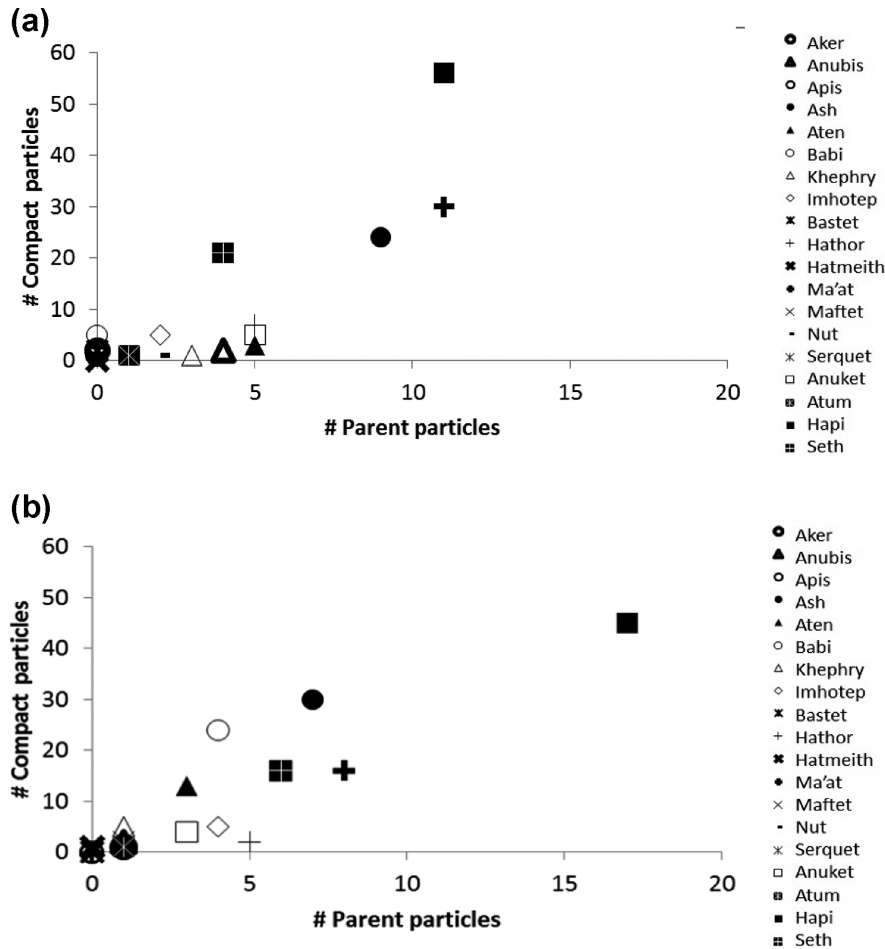 (a)
60
50
40
30
20
10
0
0 5 10 15 20
# Compact particles
# Parent particles
Aker
Anubis
Apis
Ash
Aten
Babi
Khephry
Imhotep
Bastet
Hathor
Hatmeith
Ma'at
Maftet
Nut
Serquet
Anuket
Atum
Hapi
Seth
(b)
60
50
40
30
20
10
0
0 5 10 15 20
# Compact particles
# Parent particles
Aker
Anubis
Apis
Ash
Aten
Babi
Khephry
Imhotep
Bastet
Hathor
Hatmeith
Ma'at
Maftet
Nut
Serquet
Anuket
Atum
Hapi
Seth